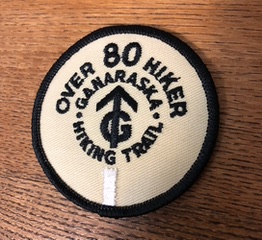 OVER 80 HIKER
GANARASKA
G
HIKING TRAIL